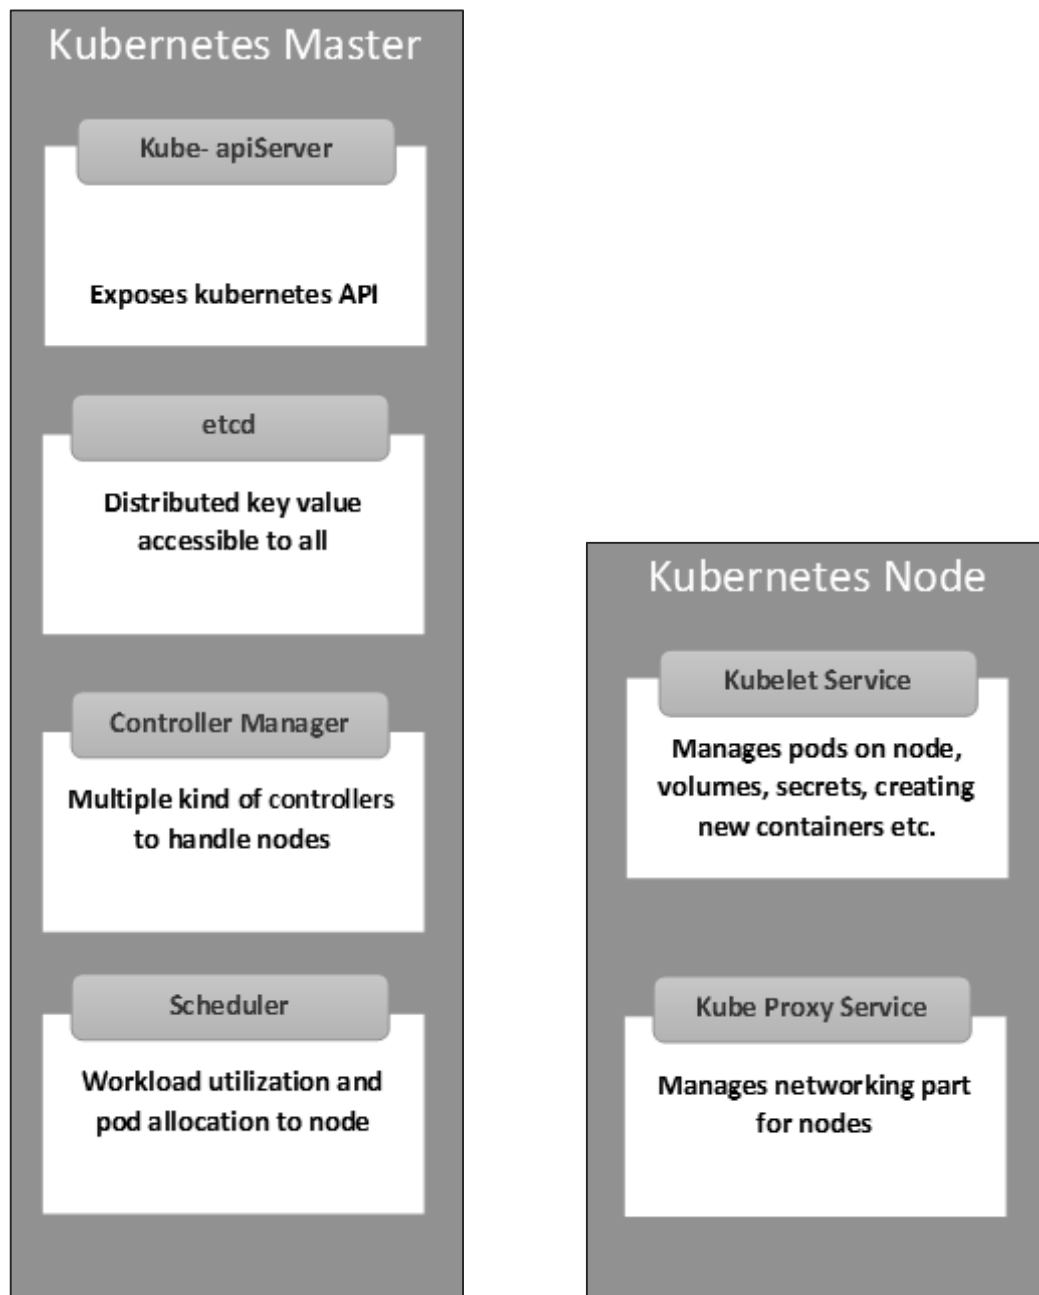 Kubernetes Master
Kube- apiServer
Exposes kubernetes API
etcd
Distributed key value
accessible to all
Controller Manager
Multiple kind of controllers
to handle nodes
Scheduler
Workload utilization and
pod allocation to node
Kubernetes Node
Kubelet Service
Manages pods on node,
volumes, secrets, creating
new containers etc.
Kube Proxy Service
Manages networking part
for nodes